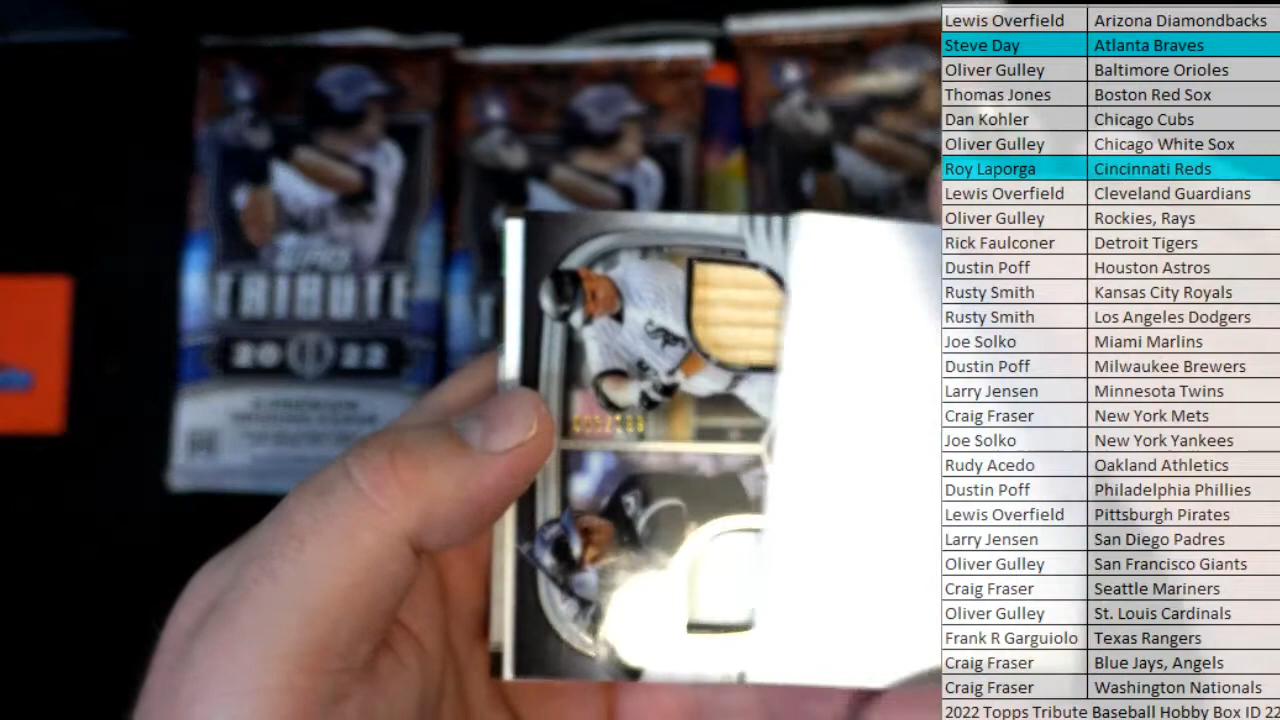 Lewis Overfield Arizona Diamondbacks
Steve Day Atlanta Braves
Oliver Gulley Baltimore Orioles
Thomas Jones Boston Red Sox
Dan Kohler Chicago Cubs
Oliver Gulley Chicago White Sox
Roy Laporga Cincinnati Reds
Lewis Overfield Cleveland Guardians
Oliver Gulley Rockies, Rays
Rick Faulconer Detroit Tigers
Dustin Poff Houston Astros
Rusty Smith Kansas City Royals
Rusty Smith Los Angeles Dodgers
Joe Solko Miami Marlins
Dustin Poff Milwaukee Brewers
Larry Jensen Minnesota Twins
Craig Fraser New York Mets
Joe Solko New York Yankees
Rudy Acedo Oakland Athletics
Dustin Poff Philadelphia Phillies
Lewis Overfield Pittsburgh Pirates
Larry Jensen San Diego Padres
Oliver Gulley San Francisco Giants
Craig Fraser Seattle Mariners
Oliver Gulley St. Louis Cardinals
Frank R Garguiolo Texas Rangers
Craig Fraser Blue Jays, Angels
Craig Fraser Washington Nationals
2022 Topps Tribute Baseball Hobby Box ID 22
TRIBUTE
2022